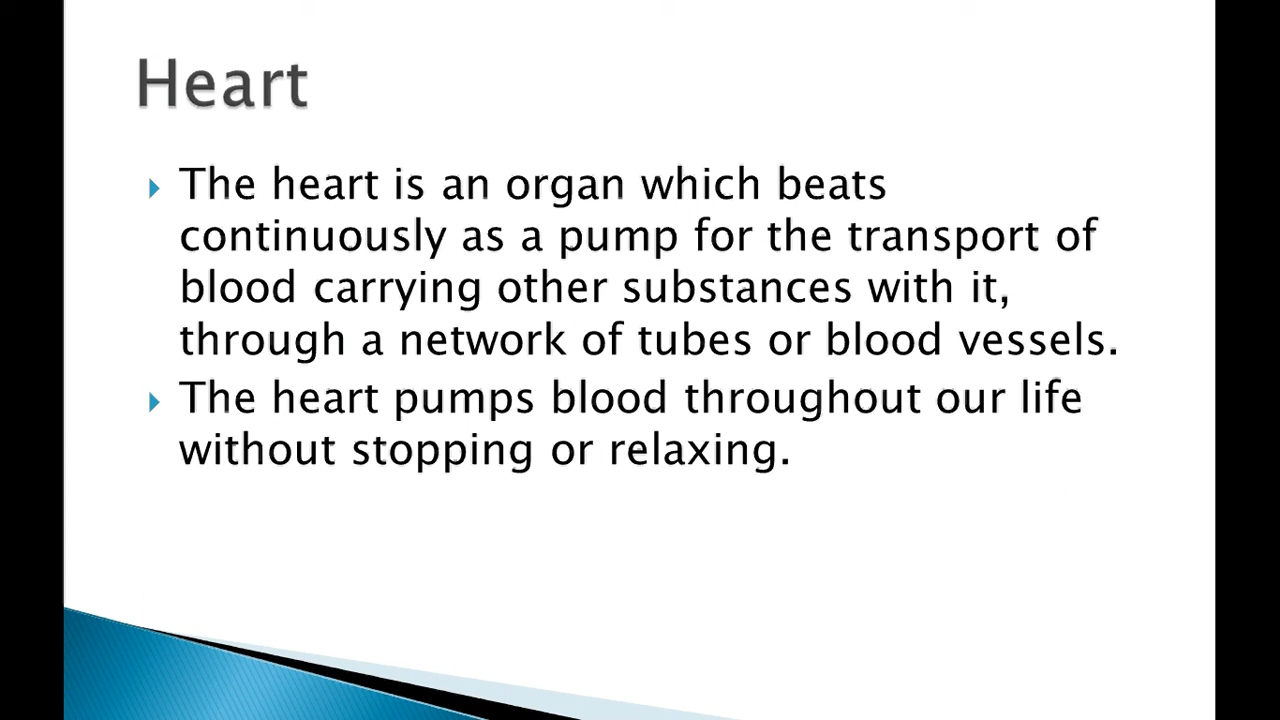 Heart
The heart is an organ which beats
continuously as a pump for the transport of
blood carrying other substances with it,
through a network of tubes or blood vessels.
The heart pumps blood throughout our life
without stopping or relaxing.